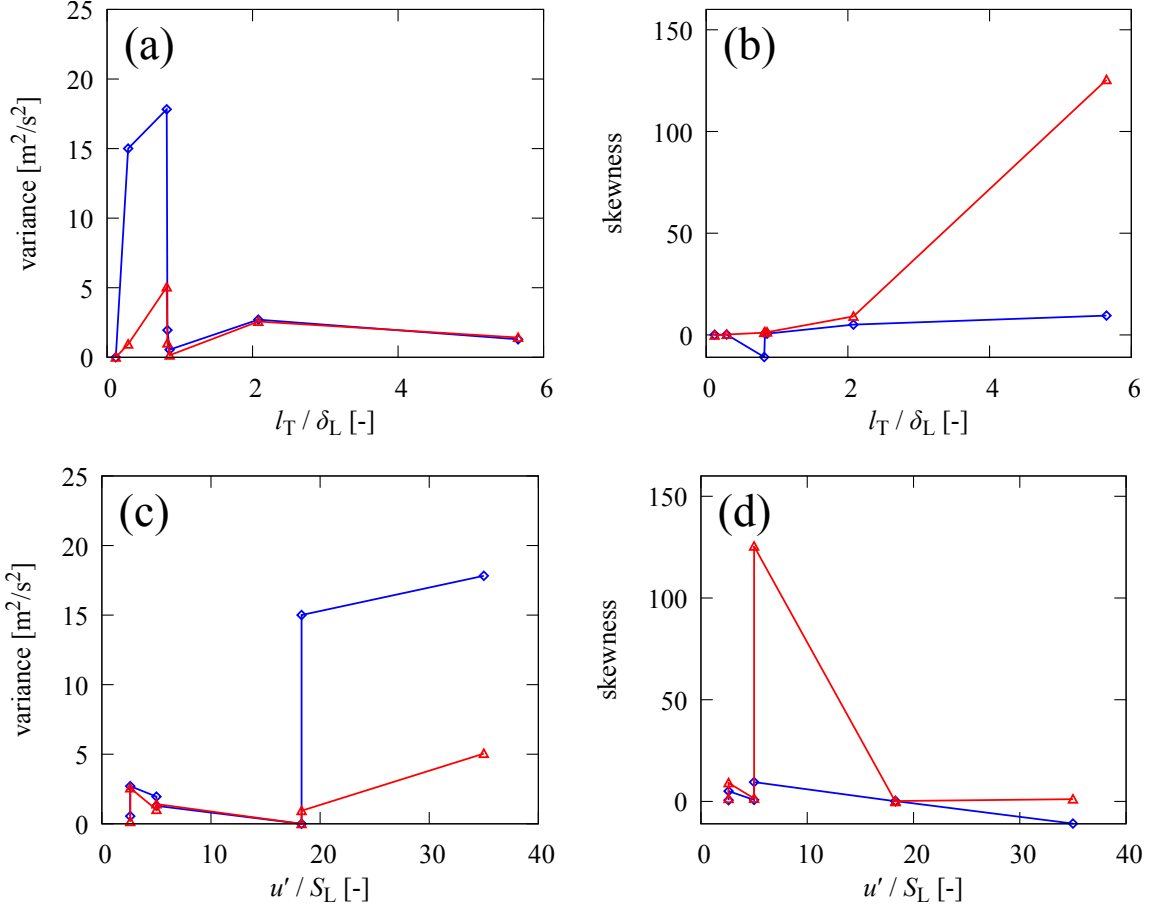 (a)
25
20
15
10
5
0
variance [m²/s²]
0 2 4 6
l_T / δ_L [-]
(b)
150
100
50
0
skewness
0 2 4 6
l_T / δ_L [-]
(c)
25
20
15
10
5
0
variance [m²/s²]
0 10 20 30 40
u′ / S_L [-]
(d)
150
100
50
0
skewness
0 10 20 30 40
u′ / S_L [-]